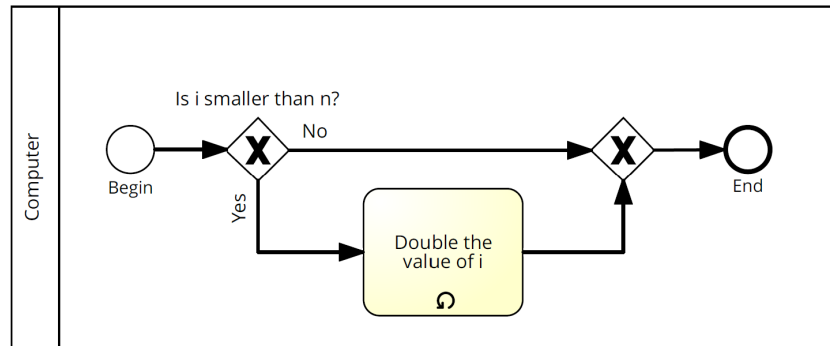 Computer
Is i smaller than n?
No
Begin
Yes
Double the
value of i
End